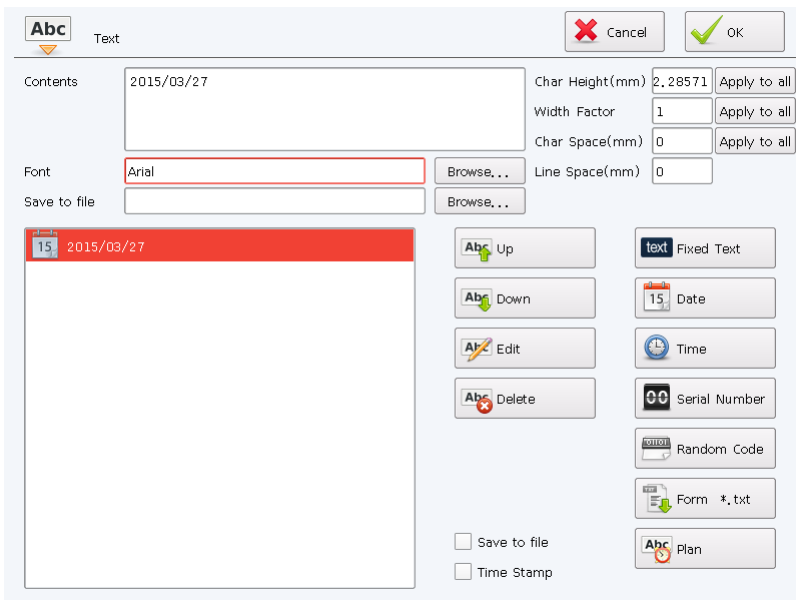 Abc
Text
Cancel
OK
Contents
2015/03/27
Char Height(mm) 2.28571 Apply to all
Width Factor 1 Apply to all
Char Space(mm) 0 Apply to all
Font Arial Browse... Line Space(mm) 0
Save to file Browse...
15 2015/03/27
Abc Up
text Fixed Text
Abc Down
15 Date
Abc Edit
Time
Abc Delete
00 Serial Number
Random Code
Form *.txt
Save to file
Abc Plan
Time Stamp